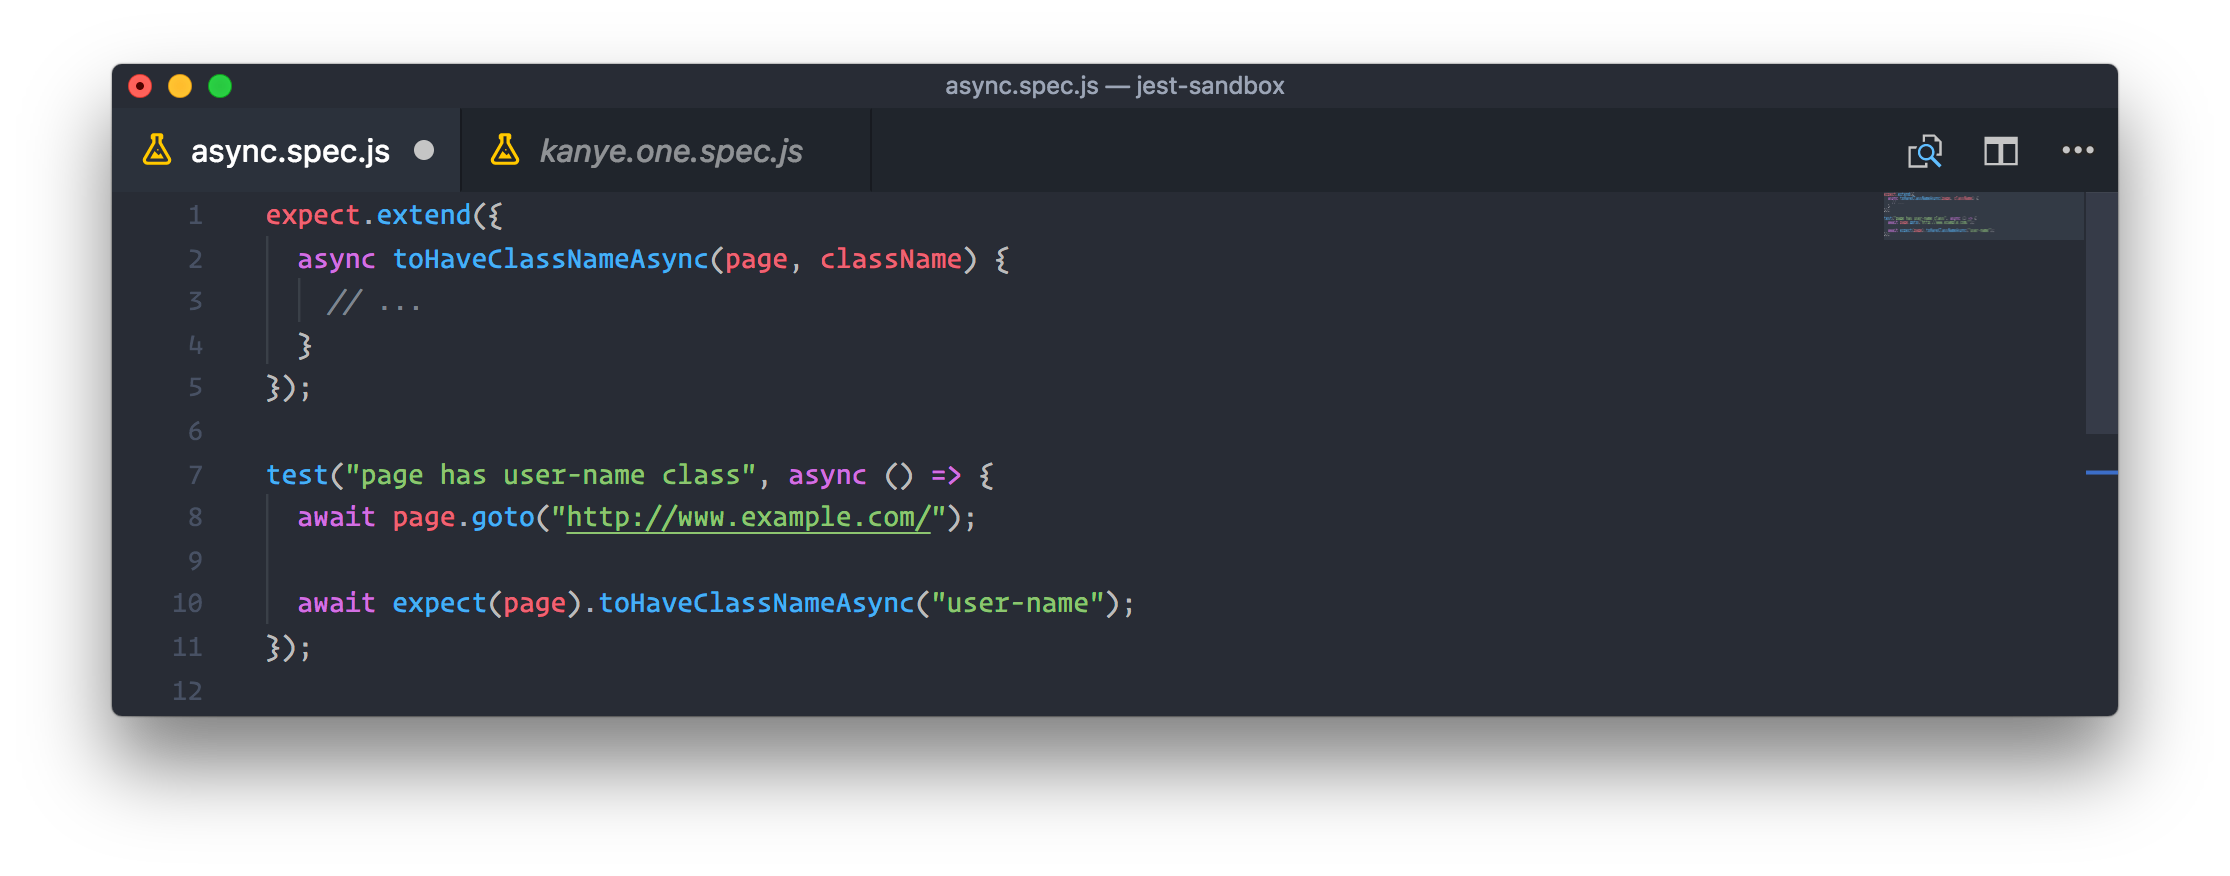 async.spec.js — jest-sandbox
async.spec.js
kanye.one.spec.js
1 expect.extend({
2 async toHaveClassNameAsync(page, className) {
3 // ...
4 }
5 });
6
7 test("page has user-name class", async () => {
8 await page.goto("http://www.example.com/");
9
10 await expect(page).toHaveClassNameAsync("user-name");
11 });
12